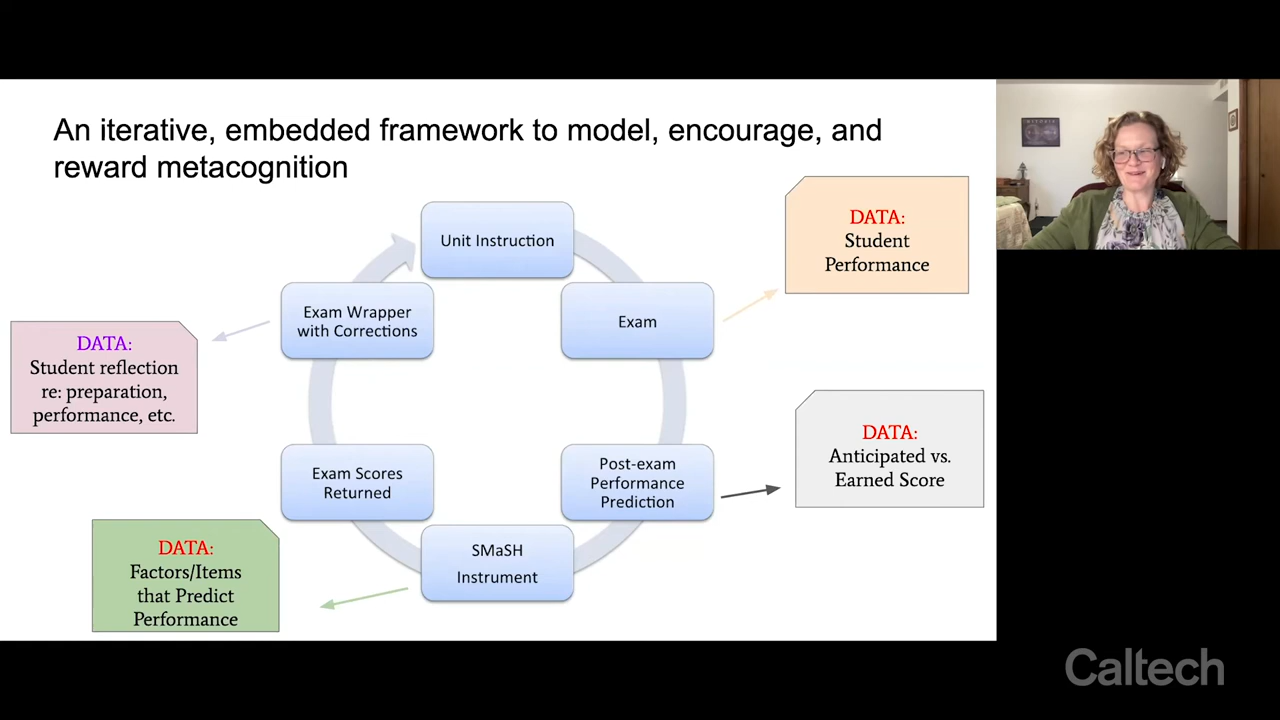 An iterative, embedded framework to model, encourage, and
reward metacognition
Unit Instruction
Exam
DATA:
Student
Performance
Post-exam
Performance
Prediction
DATA:
Anticipated vs.
Earned Score
SMaSH
Instrument
DATA:
Factors/Items
that Predict
Performance
Exam Scores
Returned
Exam Wrapper
with Corrections
DATA:
Student reflection
re: preparation,
performance, etc.
Caltech